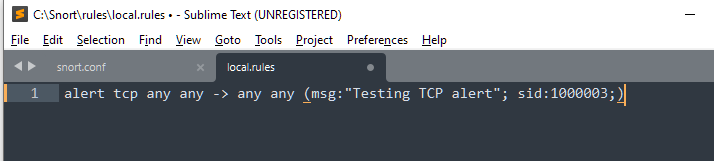 C:\Snort\rules\local.rules • - Sublime Text (UNREGISTERED)
File Edit Selection Find View Goto Tools Project Preferences Help
snort.conf × local.rules
1 alert tcp any any -> any any (msg:"Testing TCP alert"; sid:1000003;)